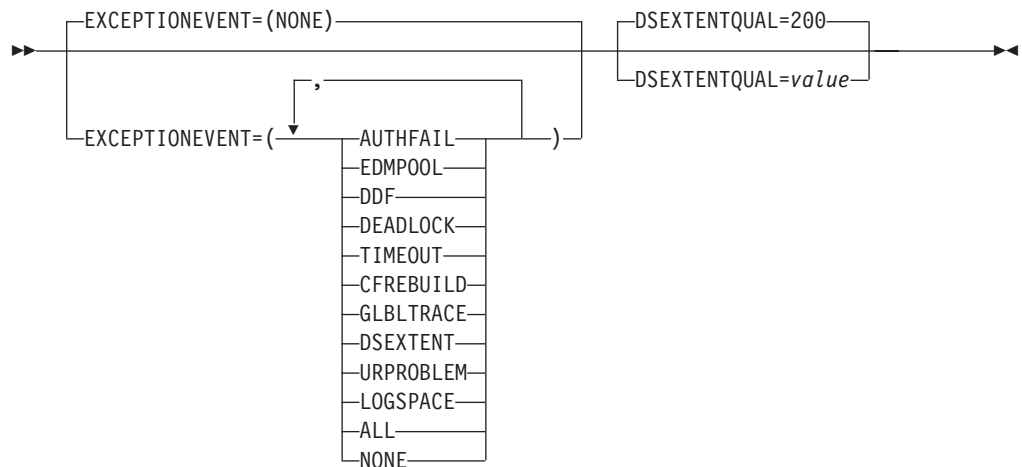 EXCEPTIONEVENT=(NONE) DSEXTENTQUAL=200
DSEXTENTQUAL=value
,
EXCEPTIONEVENT=( AUTHFAIL )
EDMPOOL
DDF
DEADLOCK
TIMEOUT
CFREBUILD
GLBLTRACE
DSEXTENT
URPROBLEM
LOGSPACE
ALL
NONE